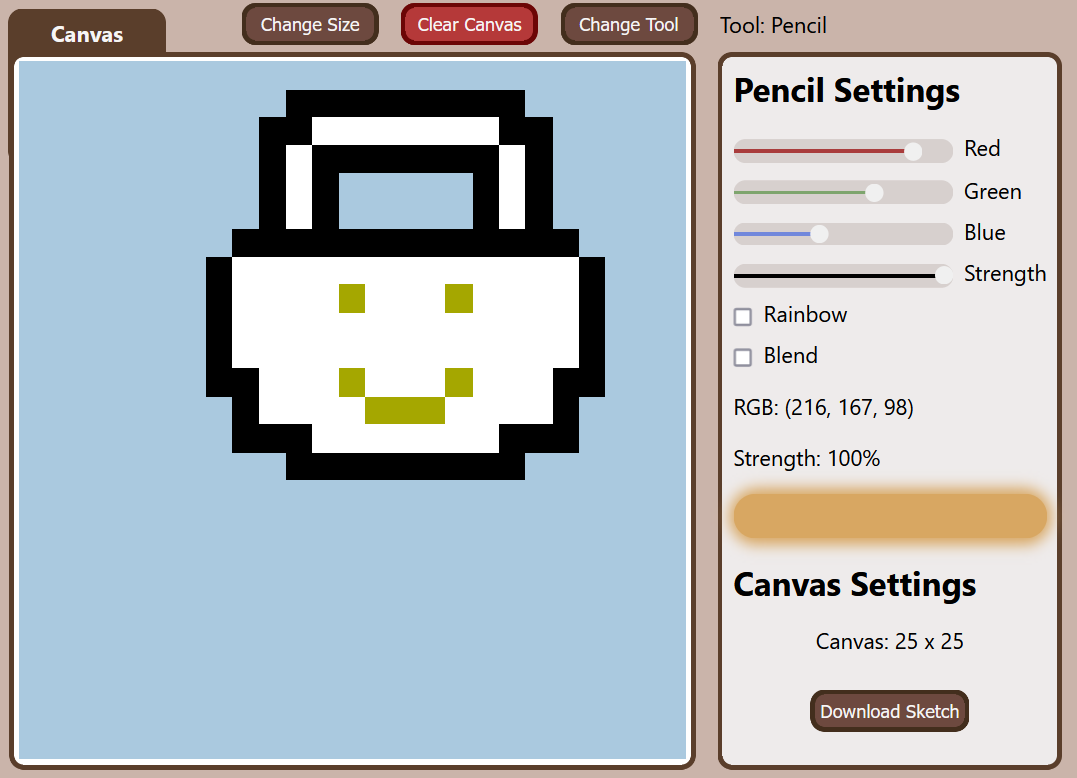 Canvas
Change Size
Clear Canvas
Change Tool
Tool: Pencil
Pencil Settings
Red
Green
Blue
Strength
Rainbow
Blend
RGB: (216, 167, 98)
Strength: 100%
Canvas Settings
Canvas: 25 x 25
Download Sketch